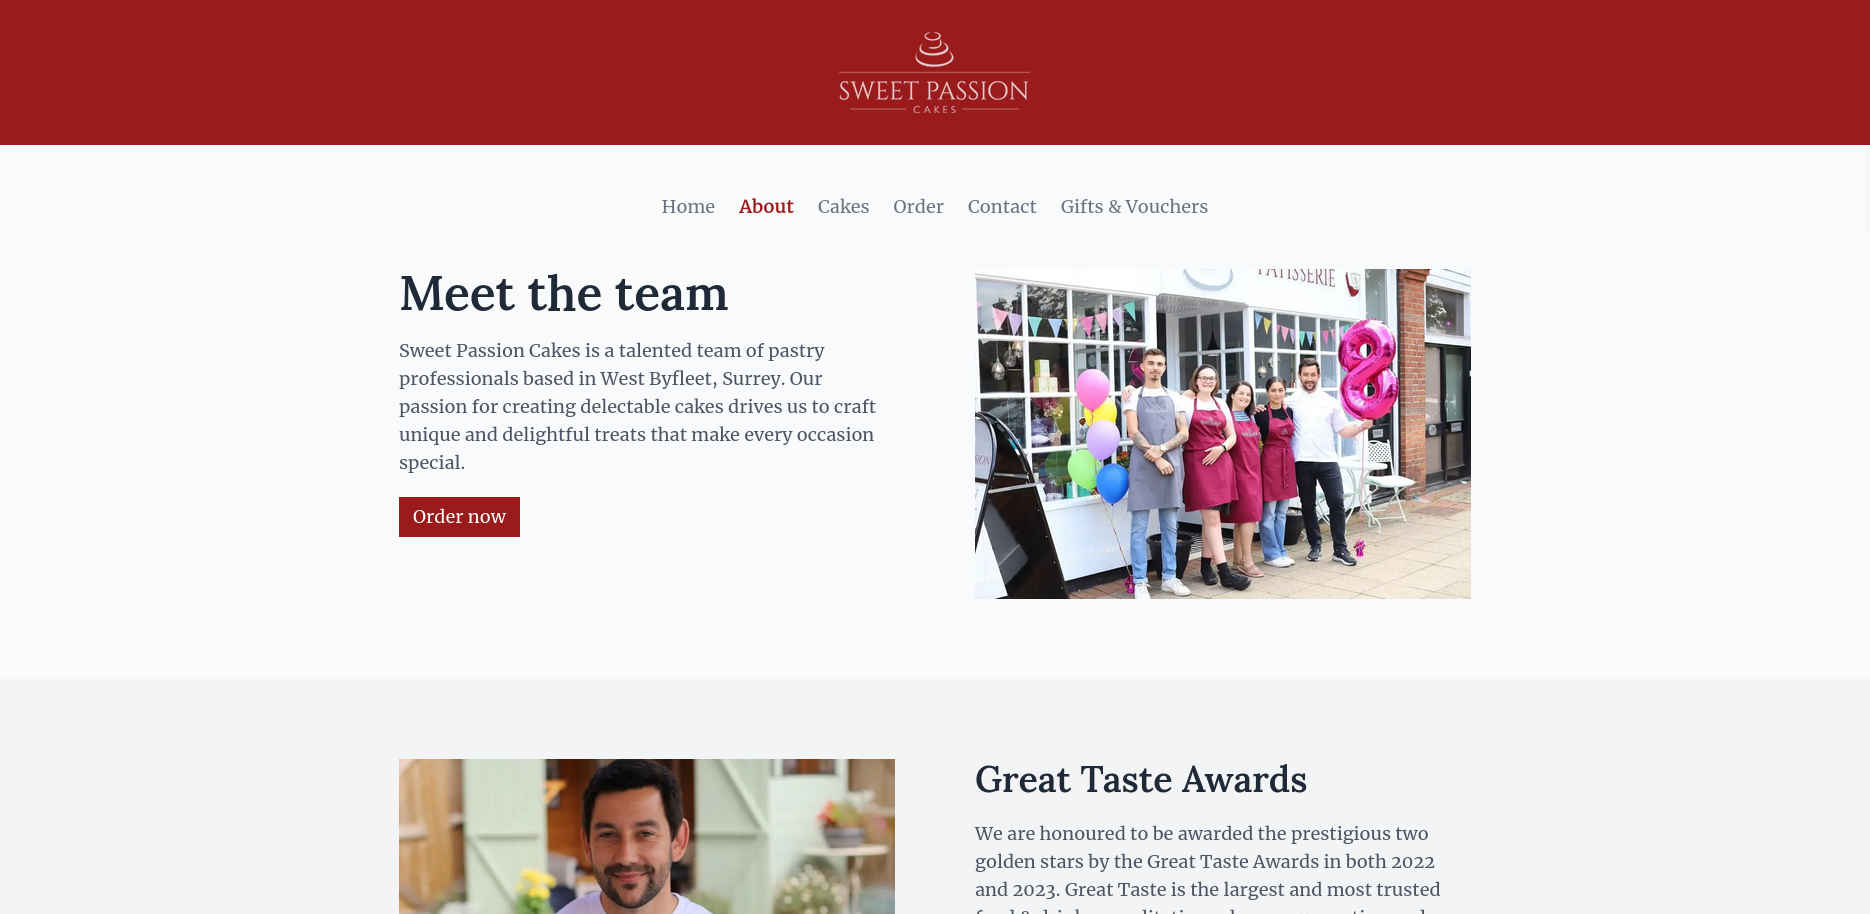 SWEET PASSION
CAKES
Home About Cakes Order Contact Gifts & Vouchers
Meet the team
Sweet Passion Cakes is a talented team of pastry
professionals based in West Byfleet, Surrey. Our
passion for creating delectable cakes drives us to craft
unique and delightful treats that make every occasion
special.
Order now
PATISSERIE
Great Taste Awards
We are honoured to be awarded the prestigious two
golden stars by the Great Taste Awards in both 2022
and 2023. Great Taste is the largest and most trusted